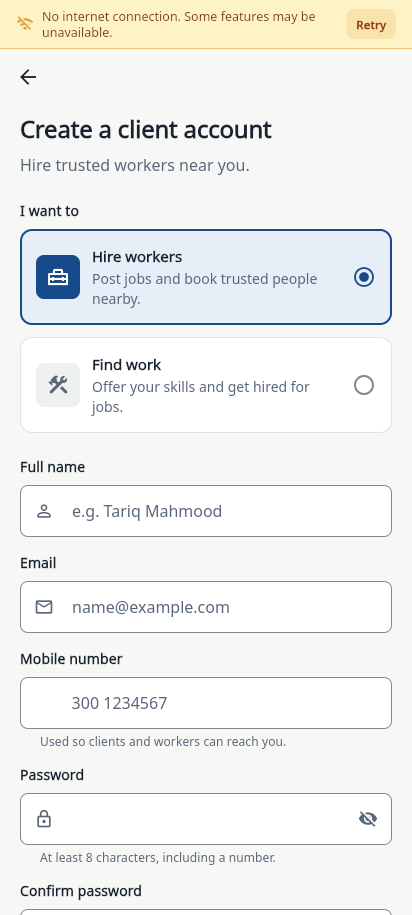 No internet connection. Some features may be
unavailable.
Retry
Create a client account
Hire trusted workers near you.
I want to
Hire workers
Post jobs and book trusted people
nearby.
Find work
Offer your skills and get hired for
jobs.
Full name
e.g. Tariq Mahmood
Email
name@example.com
Mobile number
300 1234567
Used so clients and workers can reach you.
Password
At least 8 characters, including a number.
Confirm password